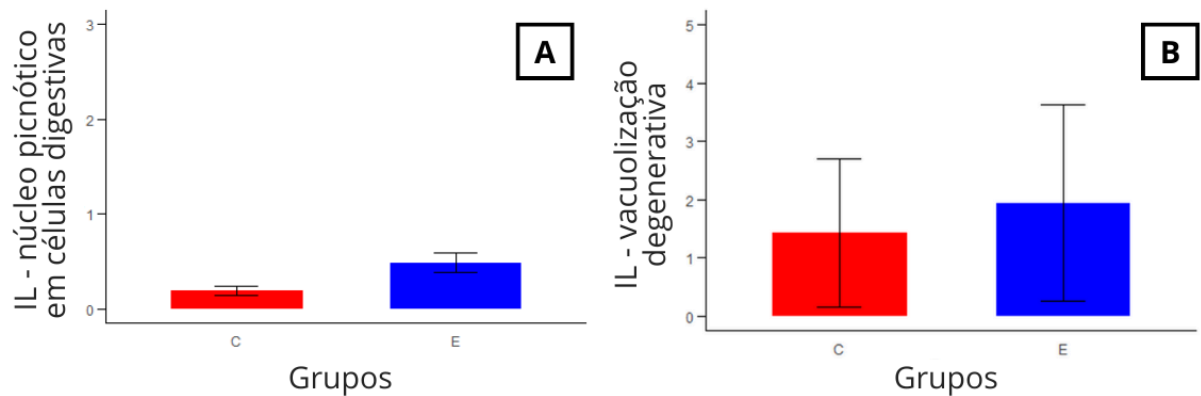 IL - núcleo picnótico
em células digestivas
3
2
1
0
A
C
E
Grupos
IL - vacuolização
degenerativa
5
4
3
2
1
0
B
C
E
Grupos